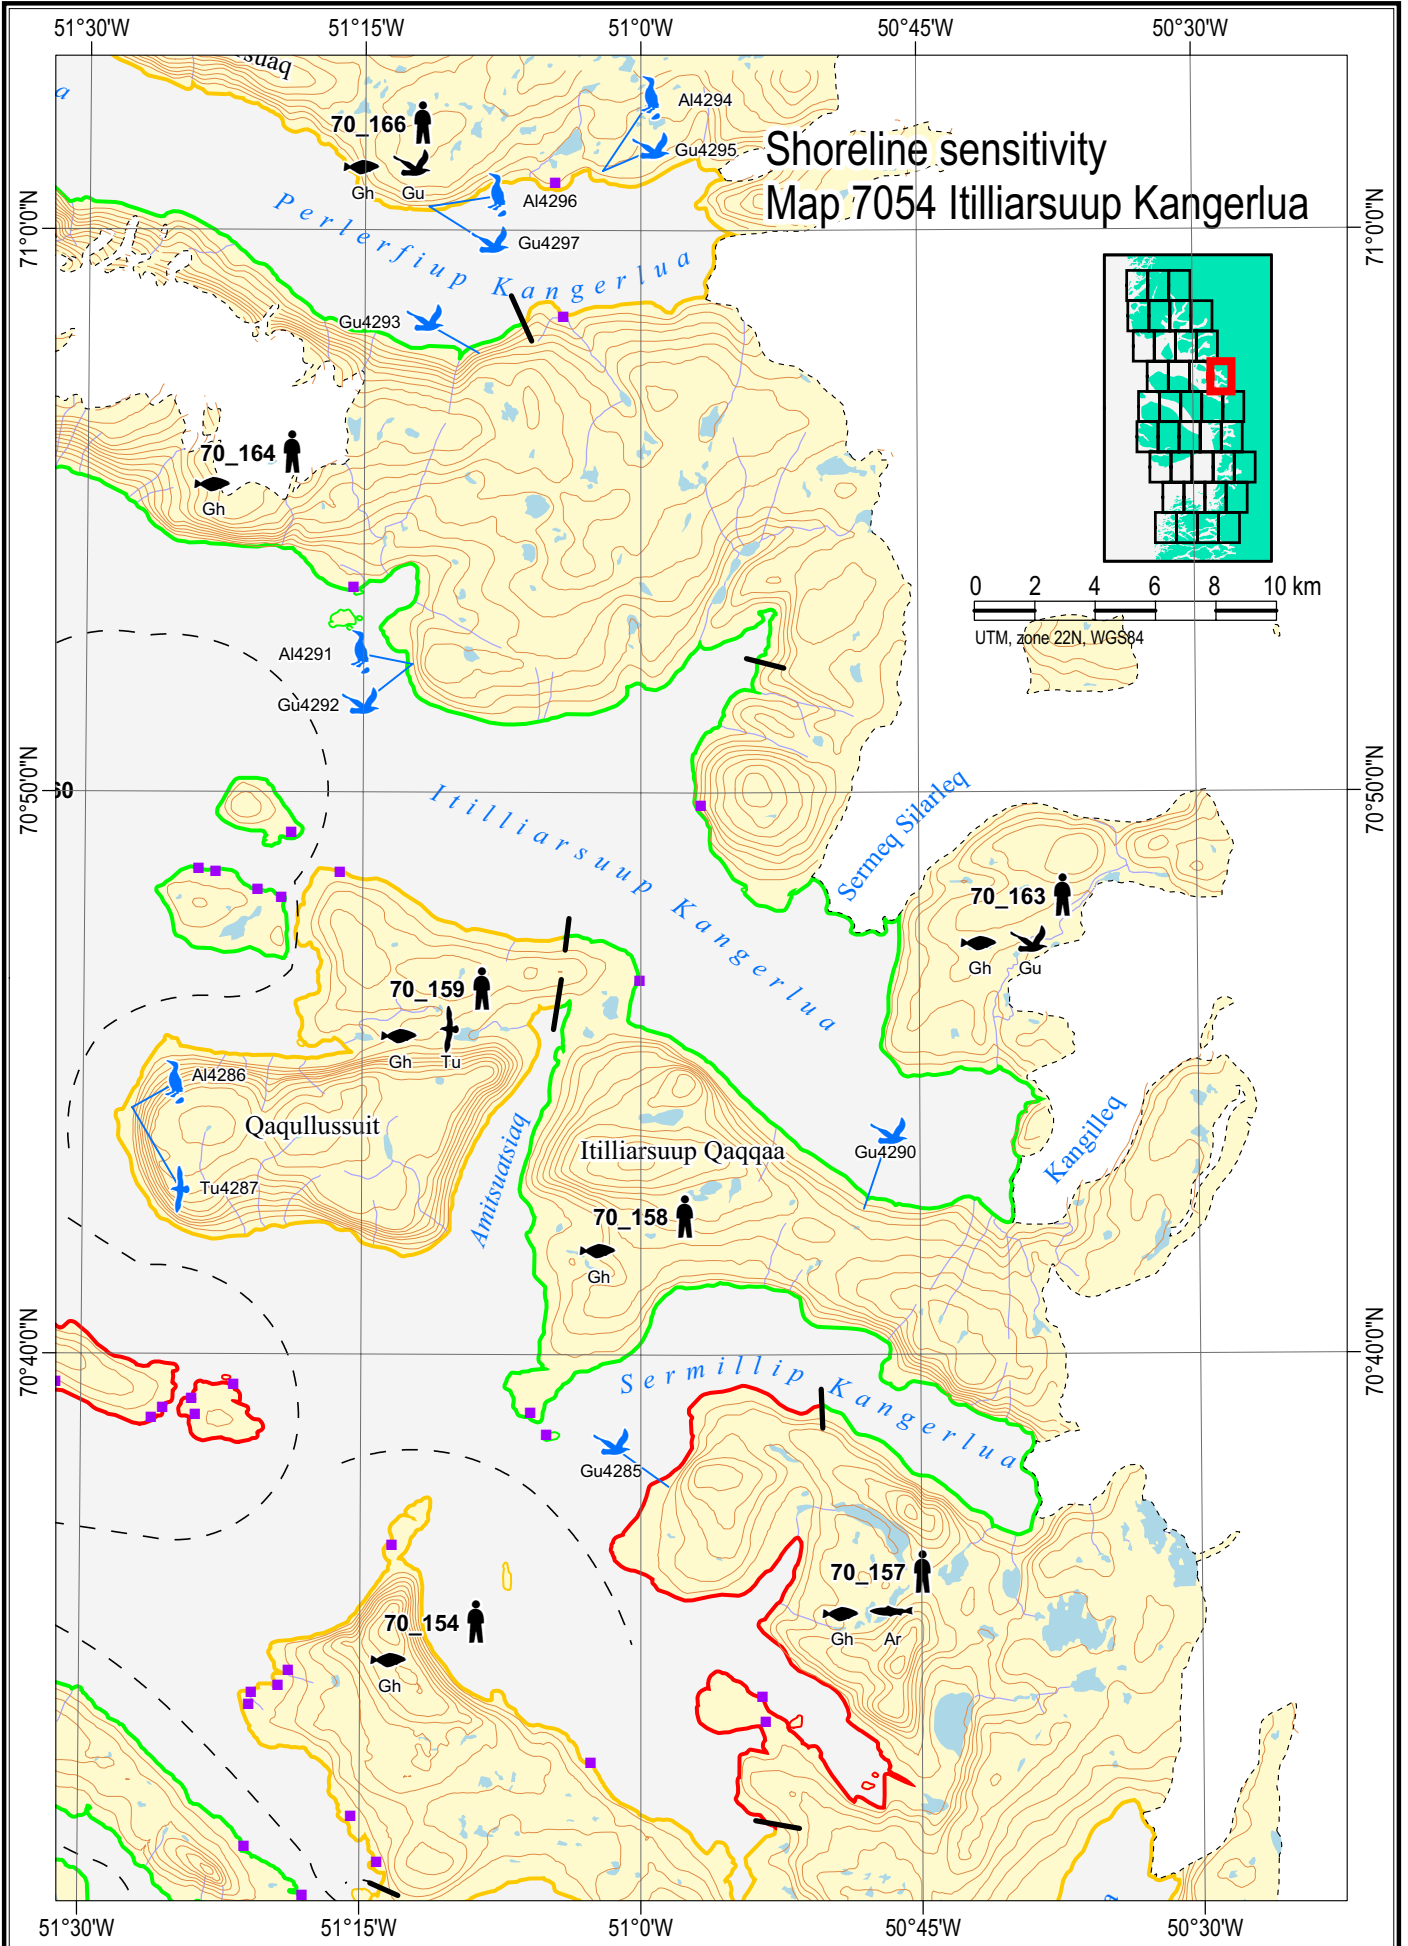 51°30'W 51°15'W 51°0'W 50°45'W 50°30'W
suaq
a
Al4294
70_166
Gu4295
Shoreline sensitivity
Map 7054 Itilliarsuup Kangerlua
Gh Gu
Al4296
Gu4297
71°0'0"N
71°0'0"N
Perlerfiup Kangerlua
Gu4293
70_164
Gh
0 2 4 6 8 10 km
UTM, zone 22N, WGS84
Al4291
Gu4292
70°50'0"N
70°50'0"N
60
Itilliarsuup Kangerlua
Sermeq Silarleq
70_163
Gh Gu
70_159
Gh Tu
Al4286
Qaqullussuit
Tu4287
Amitsuatsiaq
Itilliarsuup Qaqqaa
Gu4290
Kangilleq
70_158
Gh
70°40'0"N
70°40'0"N
Sermillip Kangerlua
Gu4285
70_157
Gh Ar
70_154
Gh
a
51°30'W 51°15'W 51°0'W 50°45'W 50°30'W